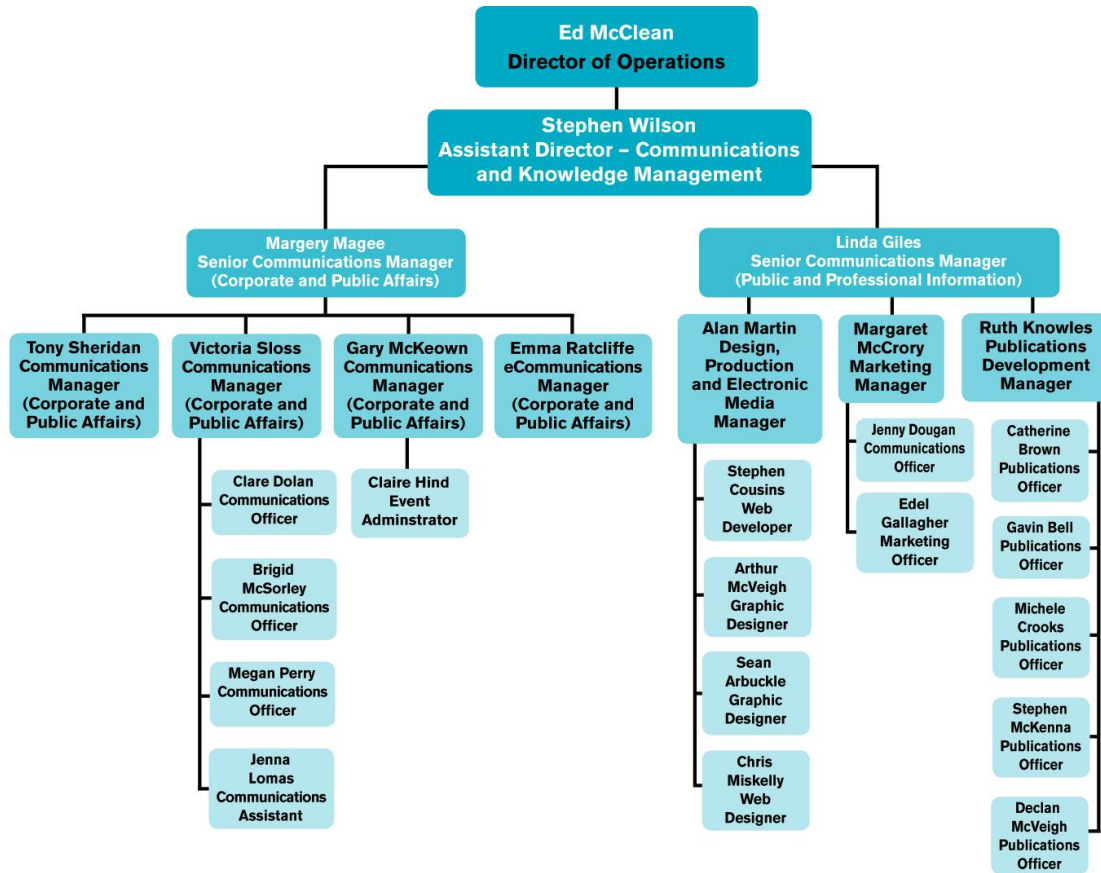 Ed McClean
Director of Operations
Stephen Wilson
Assistant Director – Communications
and Knowledge Management
Margery Magee
Senior Communications Manager
(Corporate and Public Affairs)
Linda Giles
Senior Communications Manager
(Public and Professional Information)
Tony Sheridan
Communications
Manager
(Corporate and
Public Affairs)
Victoria Sloss
Communications
Manager
(Corporate and
Public Affairs)
Gary McKeown
Communications
Manager
(Corporate and
Public Affairs)
Emma Ratcliffe
eCommunications
Manager
(Corporate and
Public Affairs)
Alan Martin
Design,
Production
and Electronic
Media
Manager
Margaret
McCrory
Marketing
Manager
Ruth Knowles
Publications
Development
Manager
Clare Dolan
Communications
Officer
Brigid
McSorley
Communications
Officer
Megan Perry
Communications
Officer
Jenna
Lomas
Communications
Assistant
Claire Hind
Event
Adminstrator
Stephen
Cousins
Web
Developer
Arthur
McVeigh
Graphic
Designer
Sean
Arbuckle
Graphic
Designer
Chris
Miskelly
Web
Designer
Jenny Dougan
Communications
Officer
Edel
Gallagher
Marketing
Officer
Catherine
Brown
Publications
Officer
Gavin Bell
Publications
Officer
Michele
Crooks
Publications
Officer
Stephen
McKenna
Publications
Officer
Declan
McVeigh
Publications
Officer